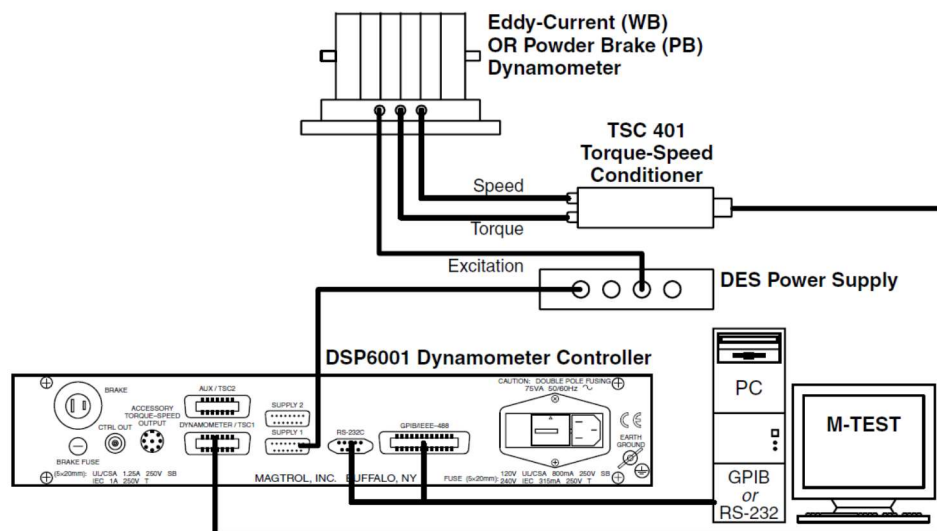 Eddy-Current (WB)
OR Powder Brake (PB)
Dynamometer
TSC 401
Torque-Speed
Conditioner
Speed
Torque
Excitation
DES Power Supply
DSP6001 Dynamometer Controller
BRAKE
AUX / TSC2
CAUTION: DOUBLE POLE FUSING
75VA 50/60Hz
ACCESSORY
TORQUE–SPEED
OUTPUT
CTRL OUT
DYNAMOMETER / TSC1
SUPPLY 2
SUPPLY 1
RS-232C
GPIB/IEEE–488
EARTH
GROUND
CE
BRAKE FUSE
(5x20mm): UL/CSA 1.25A 250V SB
IEC 1A 250V T
MAGTROL, INC. BUFFALO, NY
FUSE (5x20mm): 120V UL/CSA 800mA 250V SB
240V IEC 315mA 250V T
PC
GPIB
or
RS-232
M-TEST